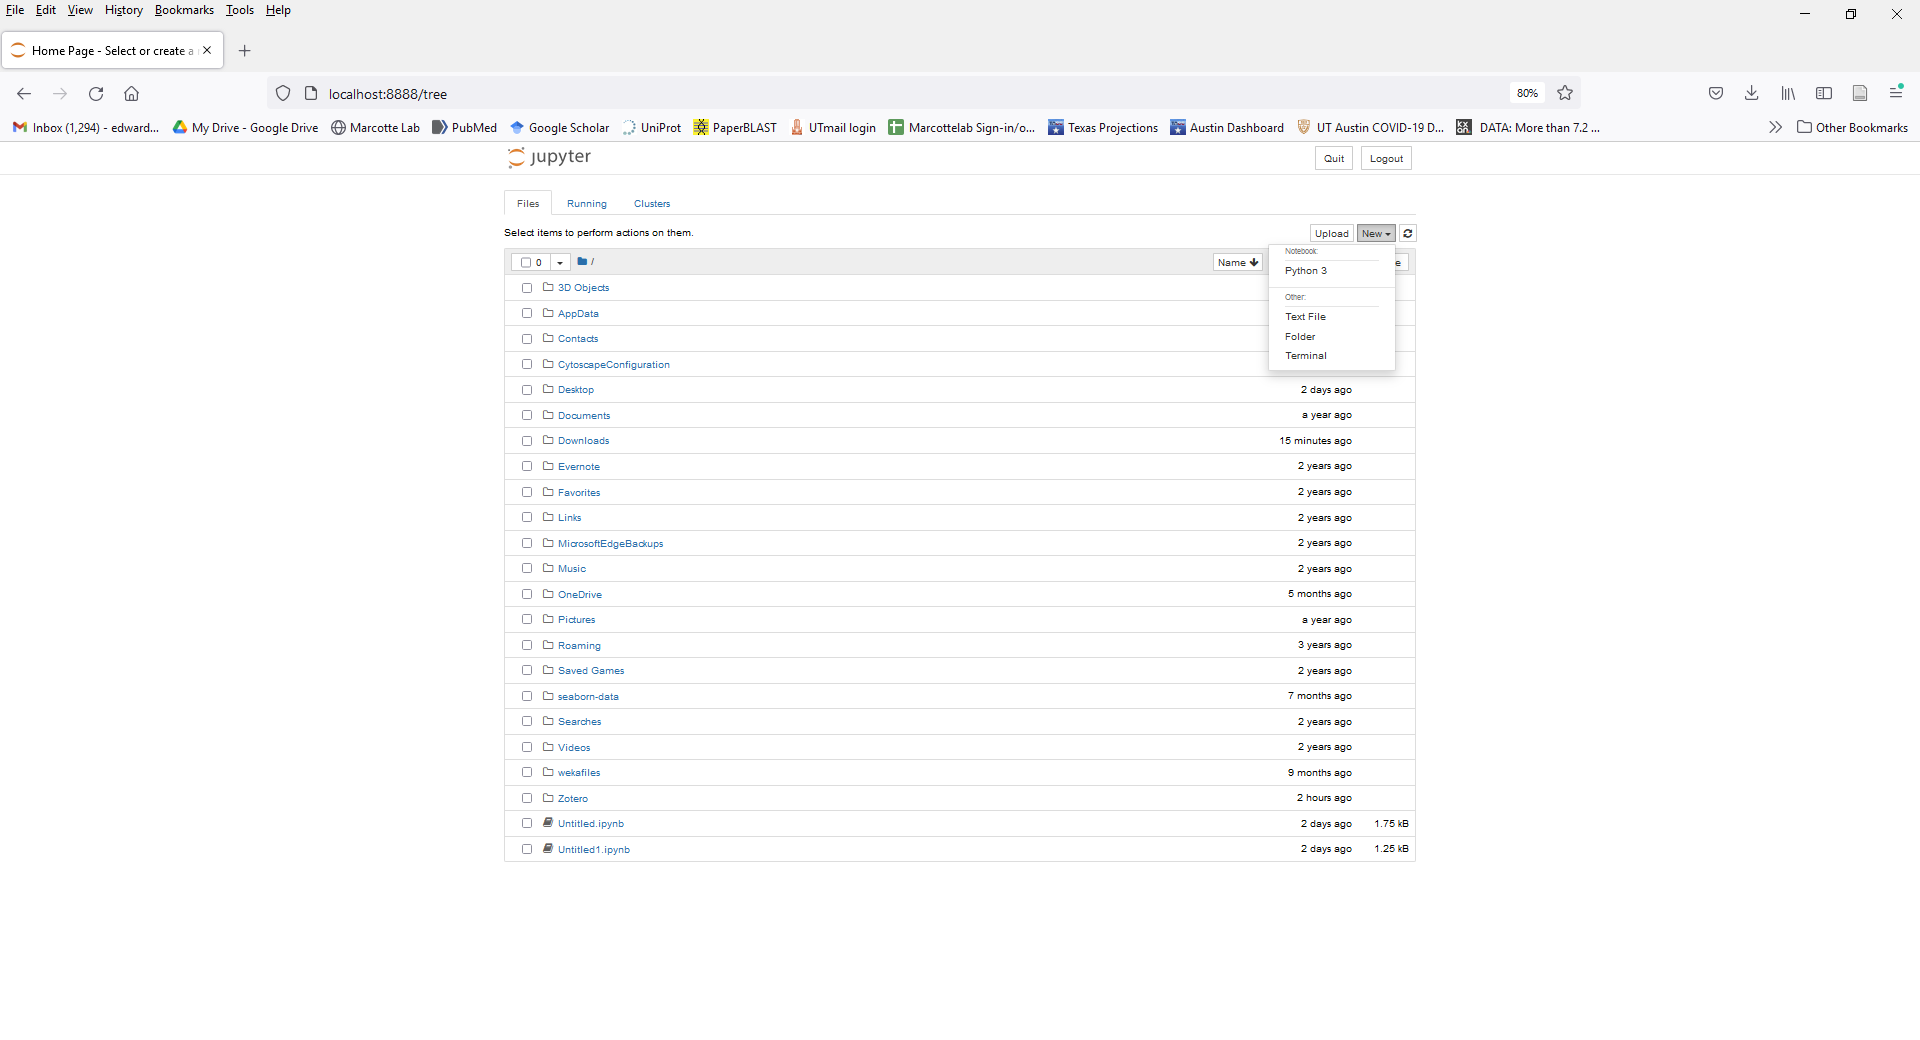 File Edit View History Bookmarks Tools Help
Home Page - Select or create a
localhost:8888/tree 80%
Inbox (1,294) - edward... My Drive - Google Drive Marcotte Lab PubMed Google Scholar UniProt PaperBLAST UTmail login Marcottelab Sign-in/o... Texas Projections Austin Dashboard UT Austin COVID-19 D... DATA: More than 7.2 ... Other Bookmarks
jupyter Quit Logout
Files Running Clusters
Select items to perform actions on them. Upload New
0 / Name e
Notebook:
Python 3
Other:
Text File
Folder
Terminal
3D Objects
AppData
Contacts
CytoscapeConfiguration
Desktop 2 days ago
Documents a year ago
Downloads 15 minutes ago
Evernote 2 years ago
Favorites 2 years ago
Links 2 years ago
MicrosoftEdgeBackups 2 years ago
Music 2 years ago
OneDrive 5 months ago
Pictures a year ago
Roaming 3 years ago
Saved Games 2 years ago
seaborn-data 7 months ago
Searches 2 years ago
Videos 2 years ago
wekafiles 9 months ago
Zotero 2 hours ago
Untitled.ipynb 2 days ago 1.75 kB
Untitled1.ipynb 2 days ago 1.25 kB